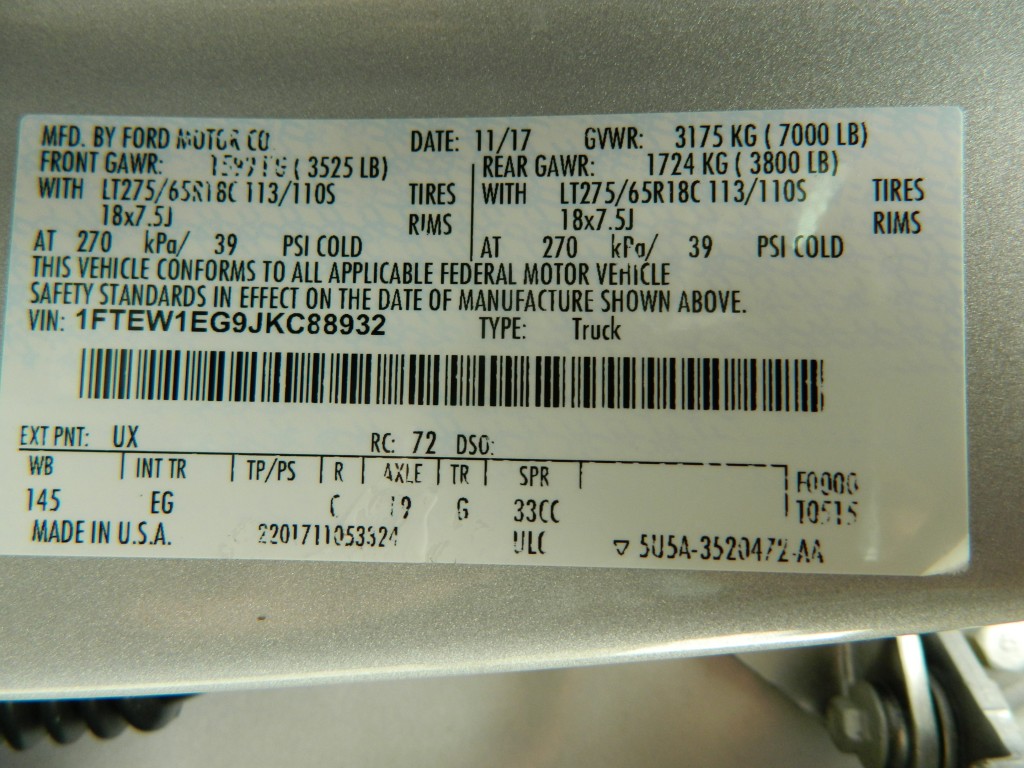 MFD. BY FORD MOTOR CO. DATE: 11/17 GVWR: 3175 KG ( 7000 LB)
FRONT GAWR: KG ( 3525 LB) REAR GAWR: 1724 KG ( 3800 LB)
WITH LT275/65R18C 113/110S TIRES WITH LT275/65R18C 113/110S TIRES
18x7.5J RIMS 18x7.5J RIMS
AT 270 kPa/ 39 PSI COLD AT 270 kPa/ 39 PSI COLD
THIS VEHICLE CONFORMS TO ALL APPLICABLE FEDERAL MOTOR VEHICLE
SAFETY STANDARDS IN EFFECT ON THE DATE OF MANUFACTURE SHOWN ABOVE.
VIN: 1FTEW1EG9JKC88932 TYPE: Truck
EXT PNT: UX RC: 72 DSO:
WB INT TR TP/PS R AXLE TR SPR
145 EG 19 G 33CC
MADE IN U.S.A. ULC ▽ 5U5A-3520472-AA